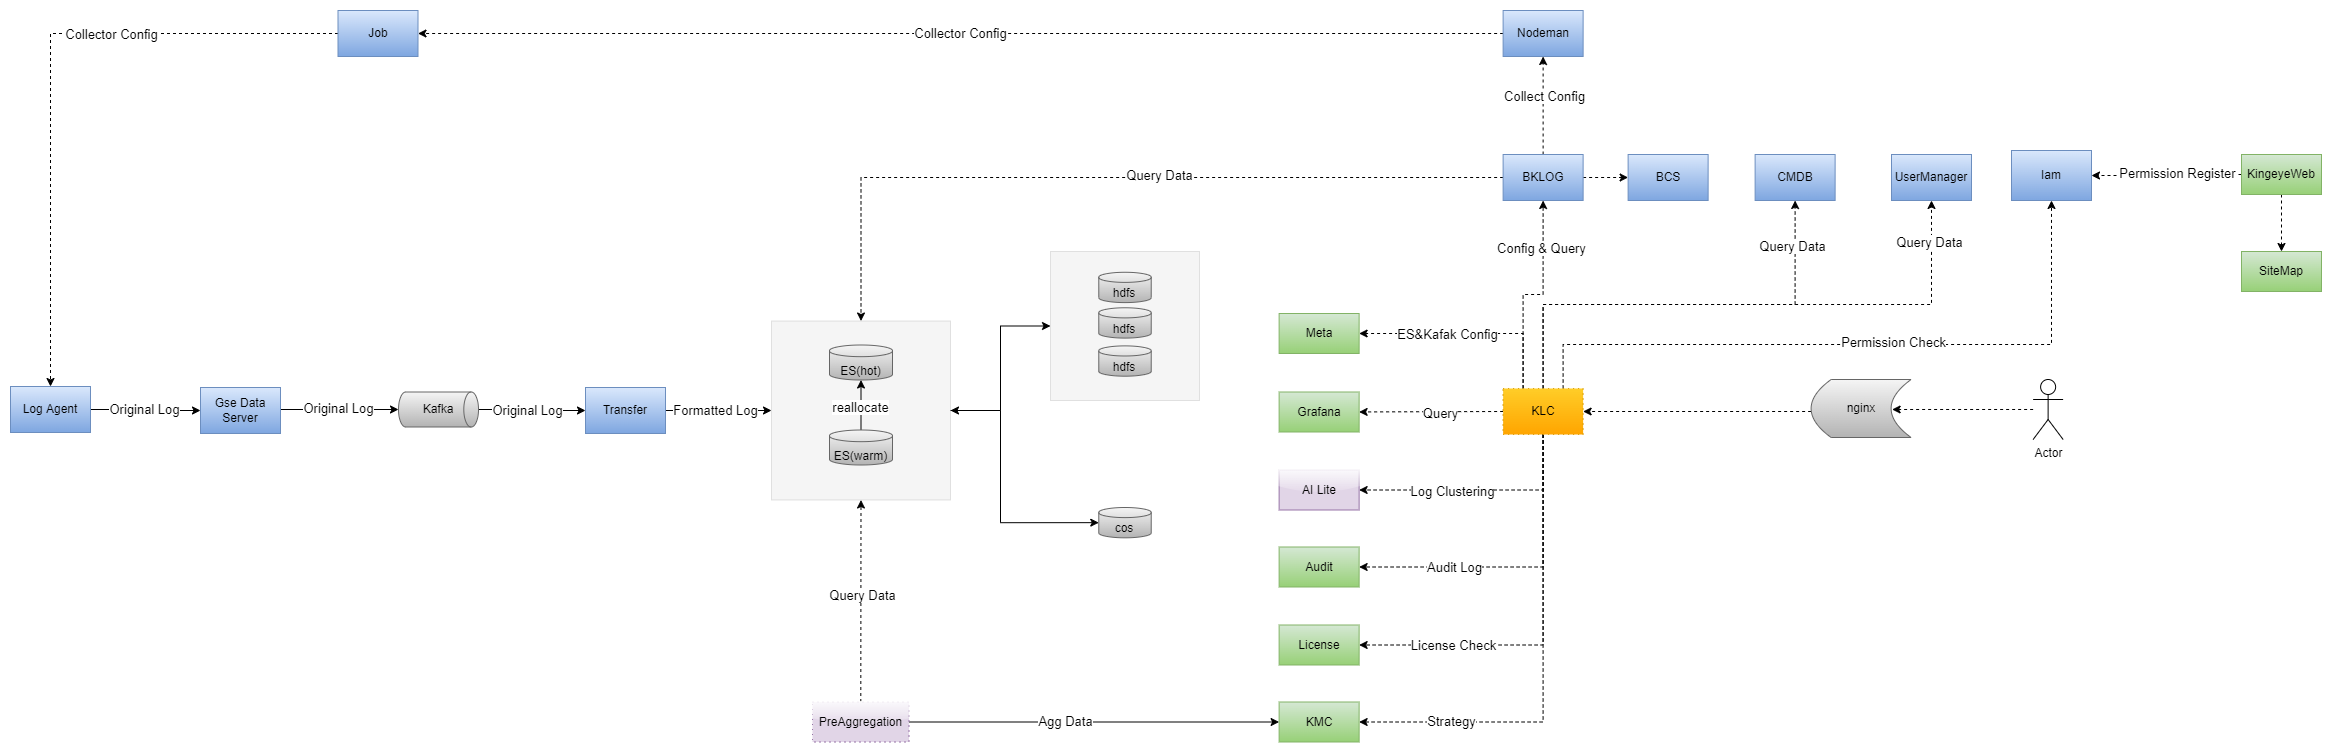 Collector Config
Job
Collector Config
Nodeman
Collect Config
Query Data
BKLOG
BCS
CMDB
UserManager
Iam
Permission Register
KingeyeWeb
Config & Query
Query Data
Query Data
SiteMap
hdfs
hdfs
hdfs
Meta
ES&Kafak Config
Permission Check
ES(hot)
reallocate
ES(warm)
Log Agent
Original Log
Gse Data
Server
Original Log
Kafka
Original Log
Transfer
Formatted Log
Grafana
Query
KLC
nginx
Actor
AI Lite
Log Clustering
cos
Audit
Audit Log
Query Data
License
License Check
PreAggregation
Agg Data
KMC
Strategy